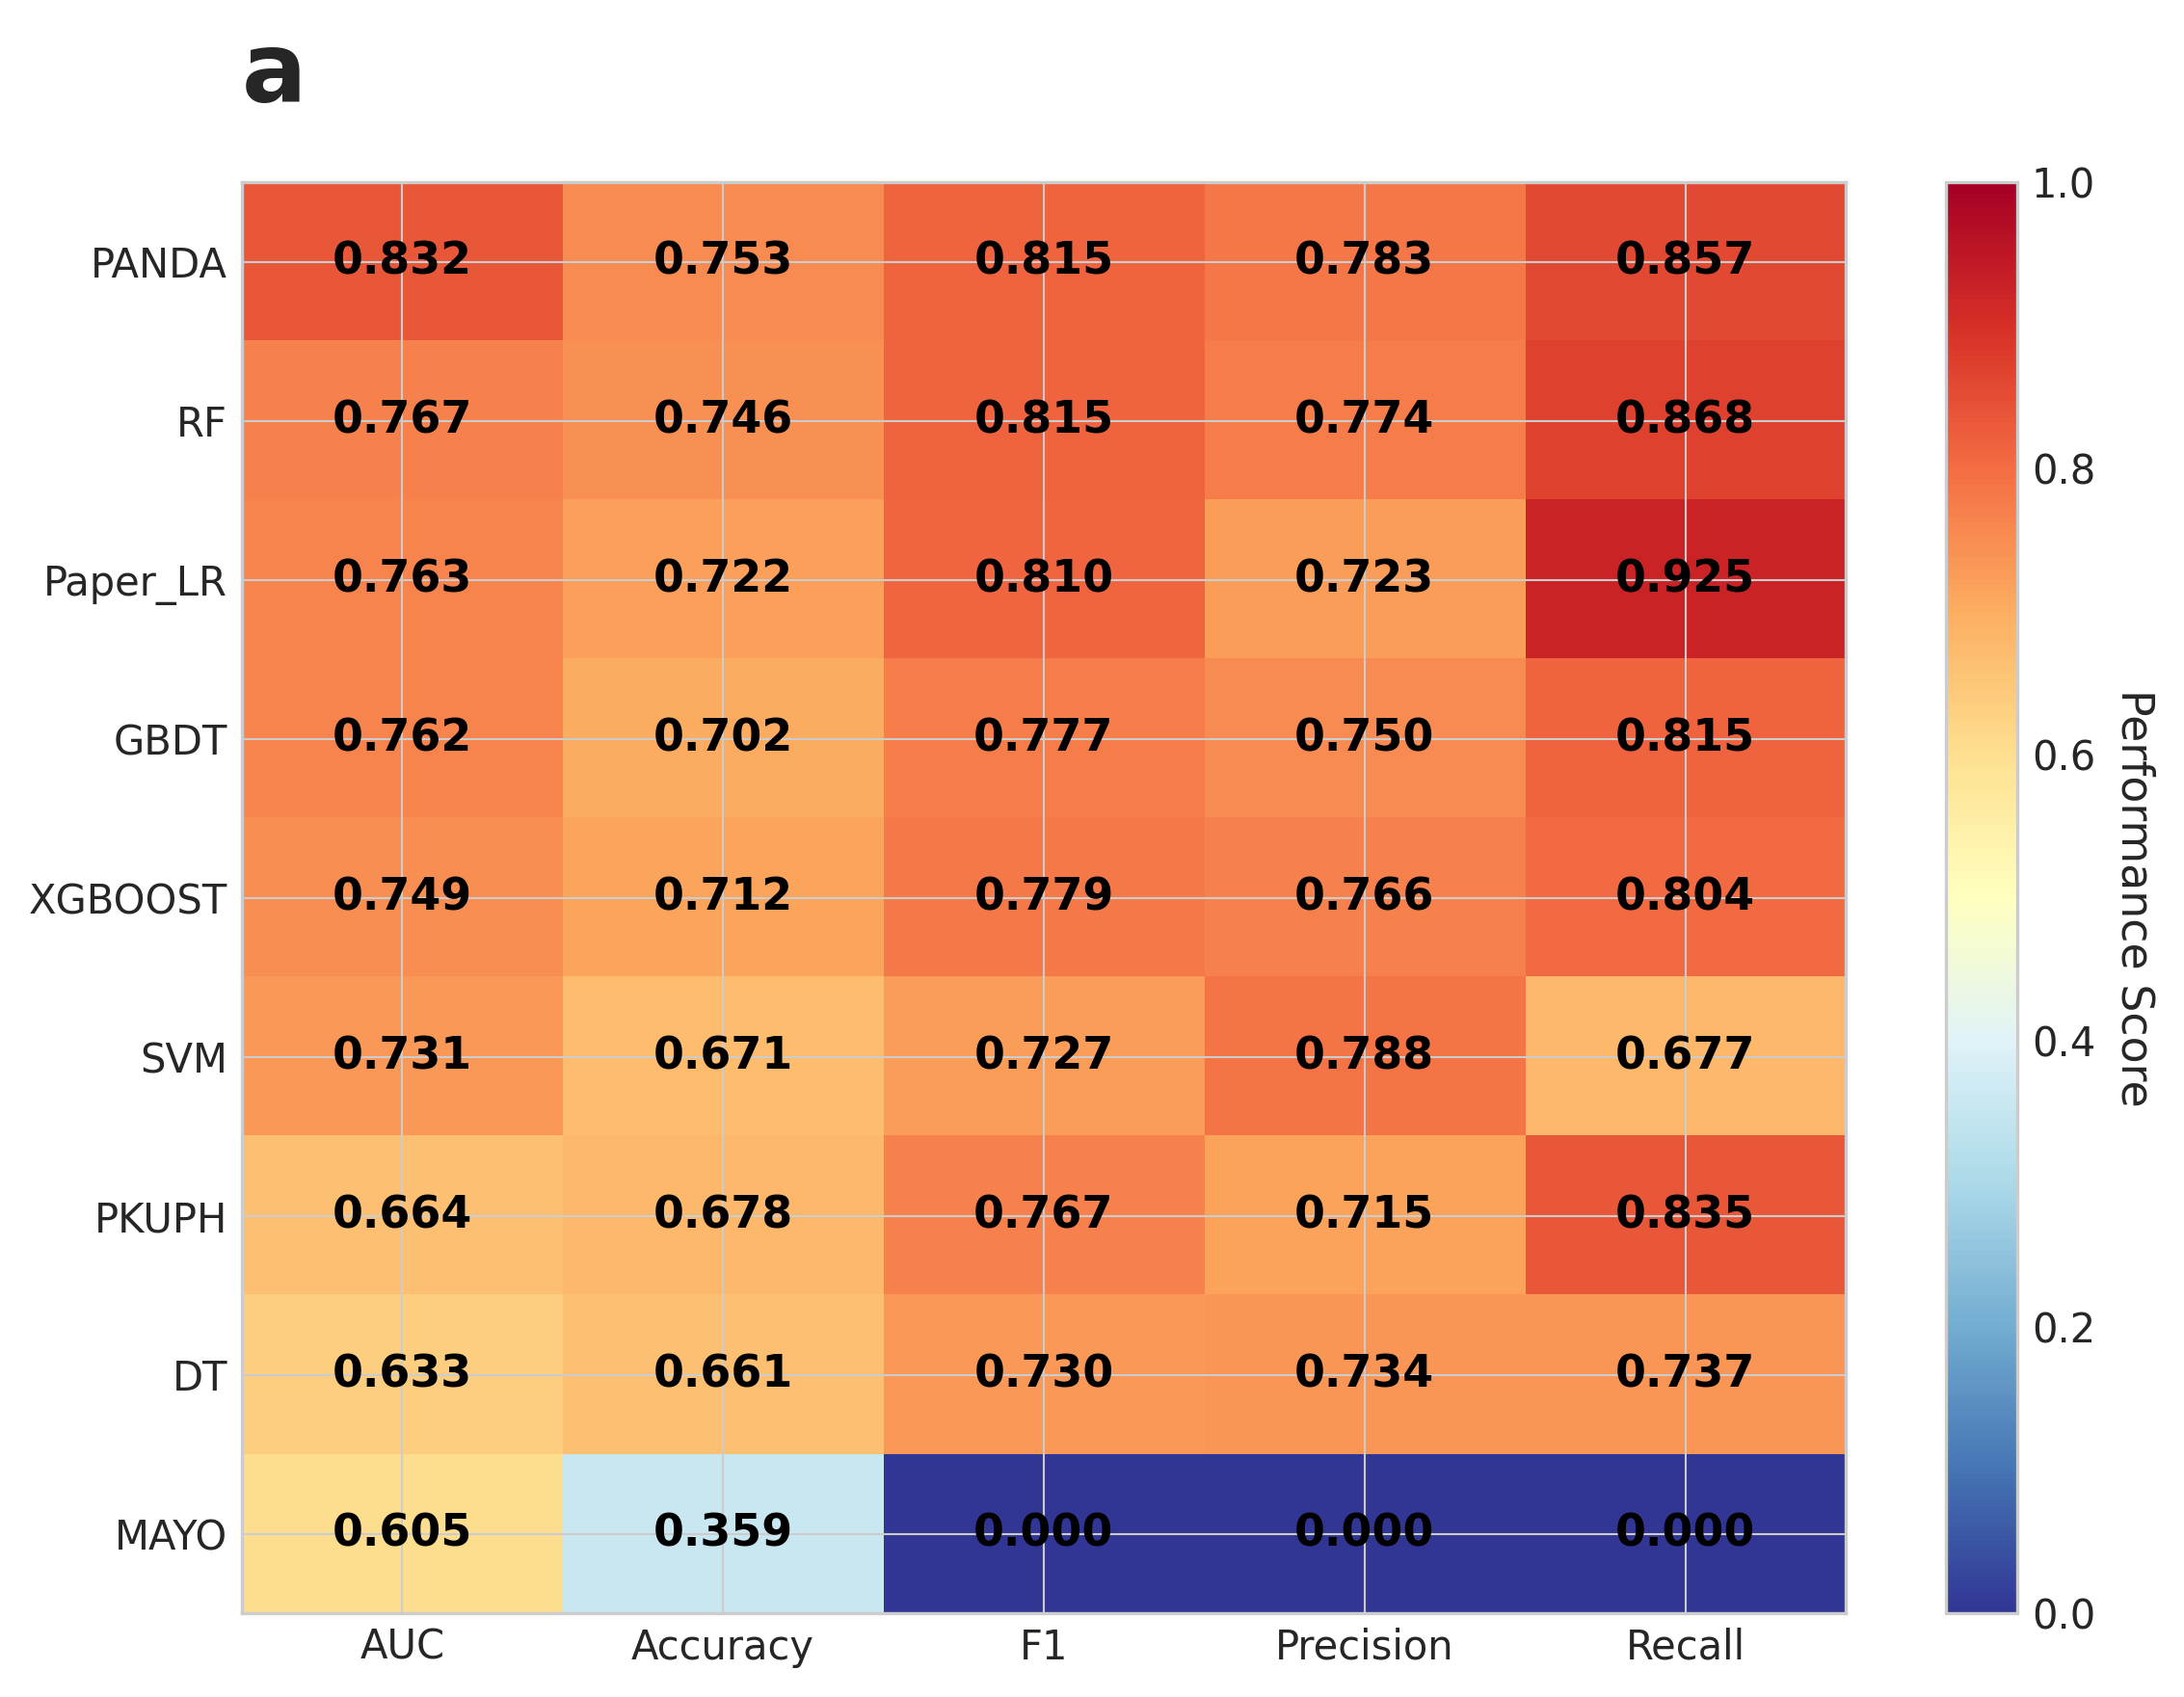 a
PANDA 0.832 0.753 0.815 0.783 0.857
RF 0.767 0.746 0.815 0.774 0.868
Paper_LR 0.763 0.722 0.810 0.723 0.925
GBDT 0.762 0.702 0.777 0.750 0.815
XGBOOST 0.749 0.712 0.779 0.766 0.804
SVM 0.731 0.671 0.727 0.788 0.677
PKUPH 0.664 0.678 0.767 0.715 0.835
DT 0.633 0.661 0.730 0.734 0.737
MAYO 0.605 0.359 0.000 0.000 0.000
AUC Accuracy F1 Precision Recall
1.0
0.8
0.6
0.4
0.2
0.0
Performance Score